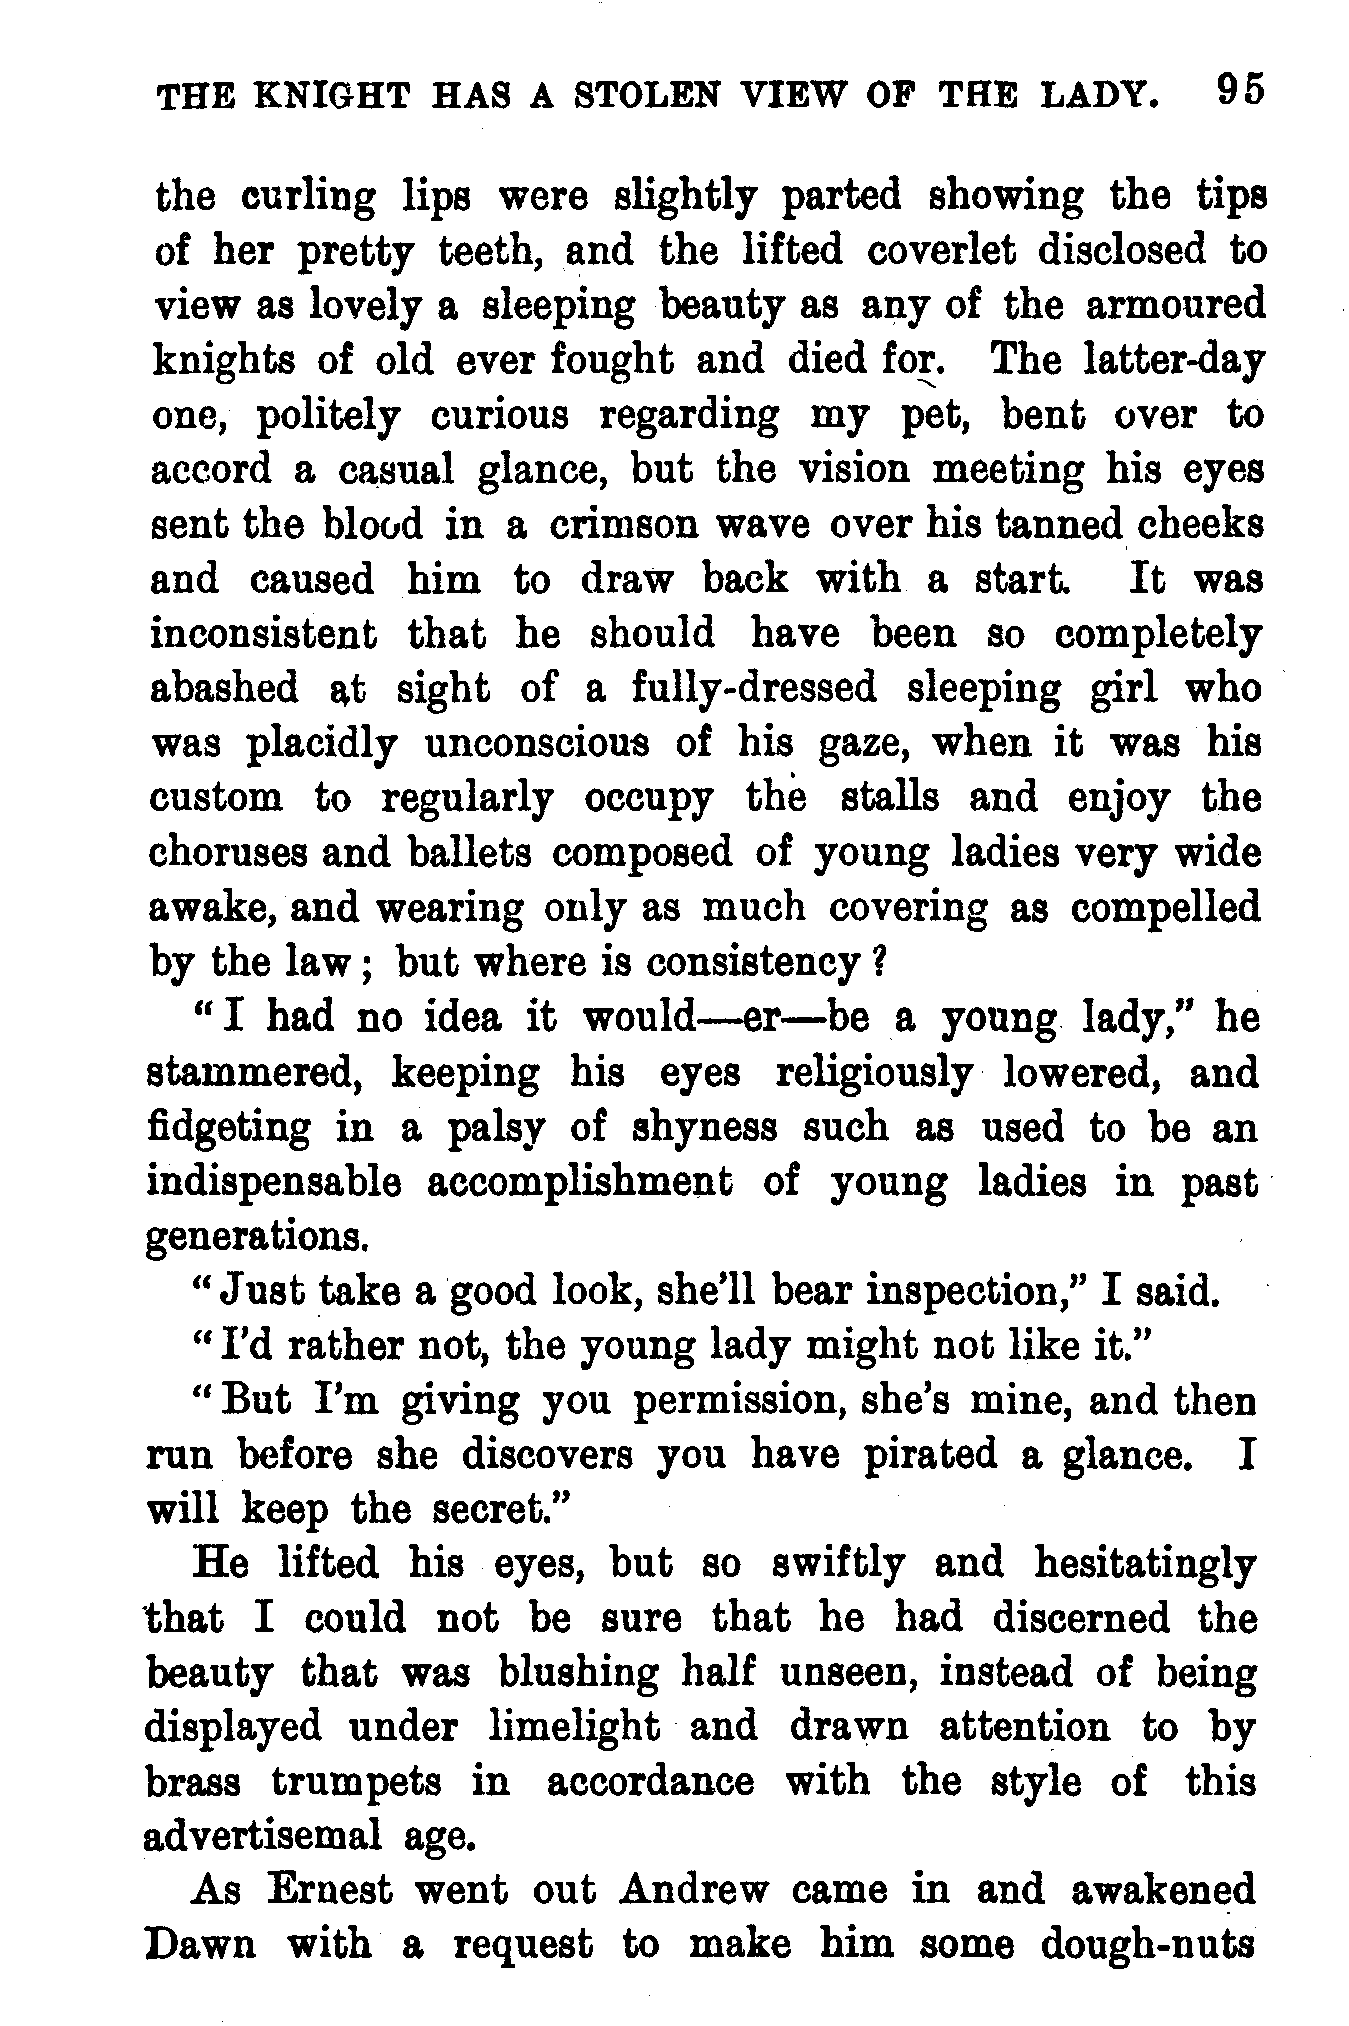 THE KNIGHT HAS A STOLEN VIEW OF THE LADY. 95
the curling lips were slightly parted showing the tips
of her pretty teeth, and the lifted coverlet disclosed to
view as lovely a sleeping beauty as any of the armoured
knights of old ever fought and died for. The latter-day
one, politely curious regarding my pet, bent over to
accord a casual glance, but the vision meeting his eyes
sent the blood in a crimson wave over his tanned cheeks
and caused him to draw back with a start. It was
inconsistent that he should have been so completely
abashed at sight of a fully-dressed sleeping girl who
was placidly unconscious of his gaze, when it was his
custom to regularly occupy the stalls and enjoy the
choruses and ballets composed of young ladies very wide
awake, and wearing only as much covering as compelled
by the law; but where is consistency?
"I had no idea it would—er—be a young lady," he
stammered, keeping his eyes religiously lowered, and
fidgeting in a palsy of shyness such as used to be an
indispensable accomplishment of young ladies in past
generations.
"Just take a good look, she'll bear inspection," I said.
"I'd rather not, the young lady might not like it."
"But I'm giving you permission, she's mine, and then
run before she discovers you have pirated a glance. I
will keep the secret."
He lifted his eyes, but so swiftly and hesitatingly
that I could not be sure that he had discerned the
beauty that was blushing half unseen, instead of being
displayed under limelight and drawn attention to by
brass trumpets in accordance with the style of this
advertisemal age.
As Ernest went out Andrew came in and awakened
Dawn with a request to make him some dough-nuts